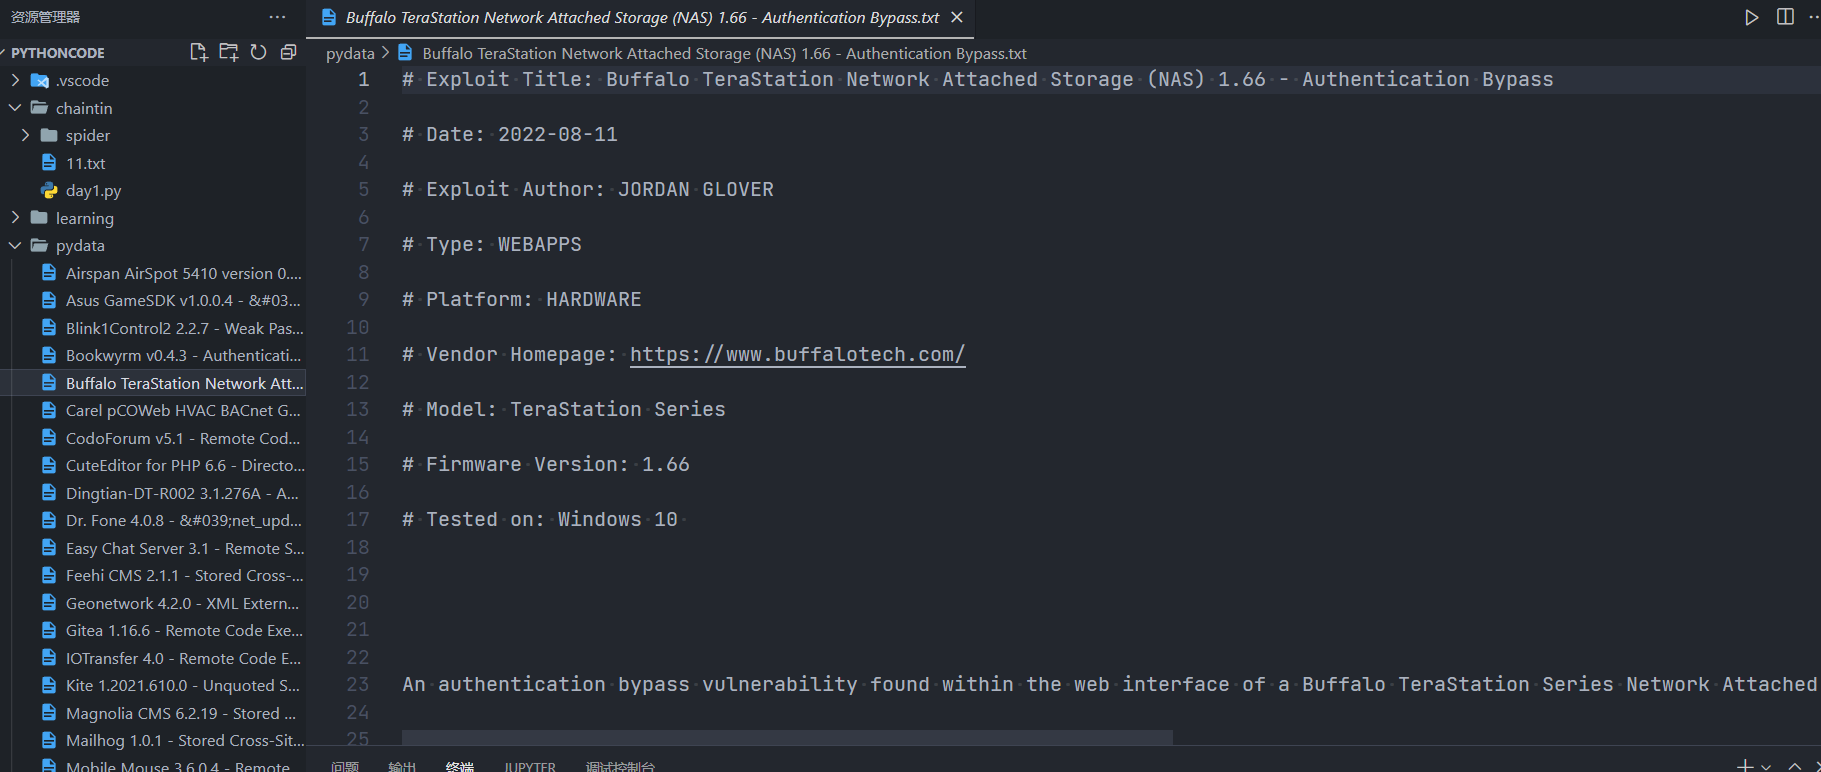 资源管理器
PYTHONCODE
.vscode
chaintin
spider
11.txt
day1.py
learning
pydata
Airspan AirSpot 5410 version 0....
Asus GameSDK v1.0.0.4 - &#03...
Blink1Control2 2.2.7 - Weak Pas...
Bookwyrm v0.4.3 - Authenticati...
Buffalo TeraStation Network Att...
Carel pCOWeb HVAC BACnet G...
CodoForum v5.1 - Remote Cod...
CuteEditor for PHP 6.6 - Directo...
Dingtian-DT-R002 3.1.276A - A...
Dr. Fone 4.0.8 - &#039;net_upd...
Easy Chat Server 3.1 - Remote S...
Feehi CMS 2.1.1 - Stored Cross-...
Geonetwork 4.2.0 - XML Extern...
Gitea 1.16.6 - Remote Code Exe...
IOTransfer 4.0 - Remote Code E...
Kite 1.2021.610.0 - Unquoted S...
Magnolia CMS 6.2.19 - Stored ...
Mailhog 1.0.1 - Stored Cross-Sit...
Mobile Mouse 3.6.0.4 - Remote
Buffalo TeraStation Network Attached Storage (NAS) 1.66 - Authentication Bypass.txt
pydata > Buffalo TeraStation Network Attached Storage (NAS) 1.66 - Authentication Bypass.txt
1 # Exploit Title: Buffalo TeraStation Network Attached Storage (NAS) 1.66 - Authentication Bypass
2
3 # Date: 2022-08-11
4
5 # Exploit Author: JORDAN GLOVER
6
7 # Type: WEBAPPS
8
9 # Platform: HARDWARE
10
11 # Vendor Homepage: https://www.buffalotech.com/
12
13 # Model: TeraStation Series
14
15 # Firmware Version: 1.66
16
17 # Tested on: Windows 10
18
19
20
21
22
23 An authentication bypass vulnerability found within the web interface of a Buffalo TeraStation Series Network Attached
24
25
问题 输出 终端 JUPYTER 调试控制台